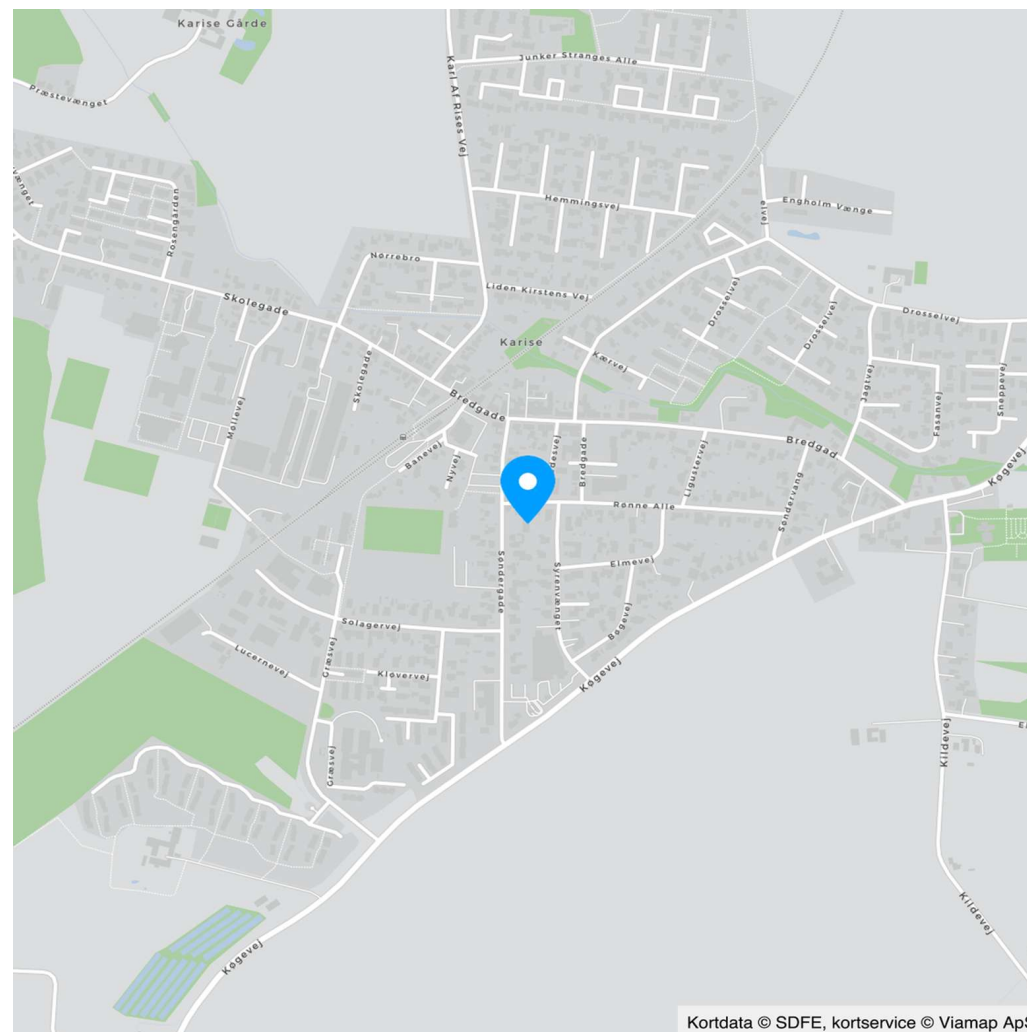 Karise Gårde
Junker Stranges Alle
Karl Af Rises Vej
Præstevænget
Rosengården
Hemmingsvej
Engholm Vænge
Nørrebro
Liden Kirstens Vej
Skolegade
Drosselvej
Drosselvej
Drosselvej
Karise
Kærvej
Skolegade
Jagtvej
Fasanvej
Sneppevej
Møllevej
Bredgade
Bredgad
Banevej
Nyvej
Bredgade
Ligustervej
Søndervang
Køgevej
Rønne Alle
Søndergade
Syrenvænget
Elmevej
Bøgevej
Solagervej
Lucernevej
Græsvej
Kløvervej
Køgevej
Græsvej
Kildevej
Kildevej
Køgevej
Kortdata © SDFE, kortservice © Viamap ApS